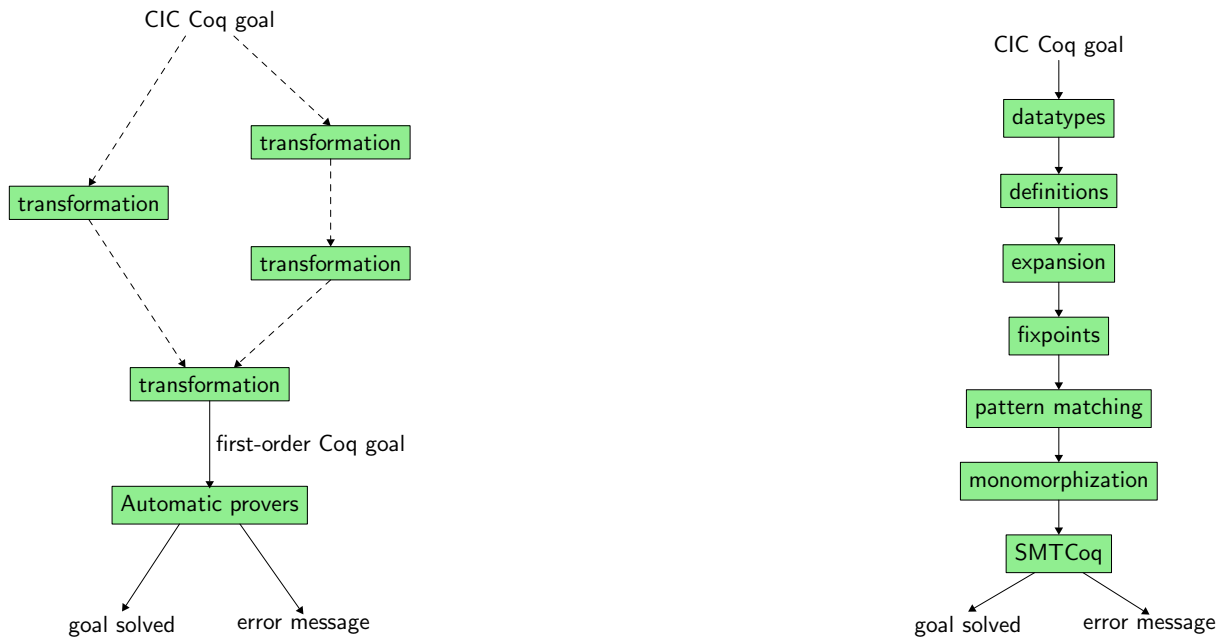 CIC Coq goal
transformation
transformation
transformation
transformation
first-order Coq goal
Automatic provers
goal solved
error message
CIC Coq goal
datatypes
definitions
expansion
fixpoints
pattern matching
monomorphization
SMTCoq
goal solved
error message